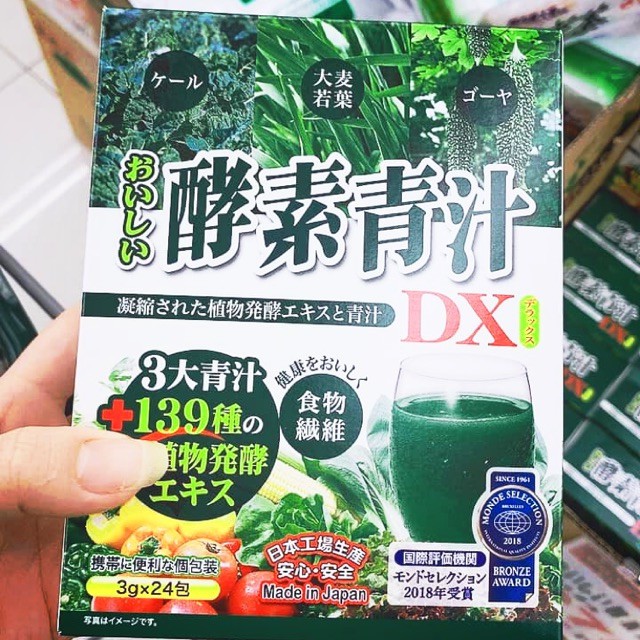 ケール
大麦
若葉
ゴーヤ
おいしい
酵素青汁
凝縮された植物発酵エキスと青汁
DX
デラックス
3大青汁
+139種の
植物発酵
エキス
健康をおいしく
食物
繊維
携帯に便利な個包装
3g×24包
写真はイメージです。
日本工場生産
安心・安全
Made in Japan
SINCE 1961
MONDE SELECTION
BRUXELLES
2018
INTERNATIONAL QUALITY INSTITUTE
BRONZE
AWARD
国際評価機関
モンドセレクション
2018年受賞
DX